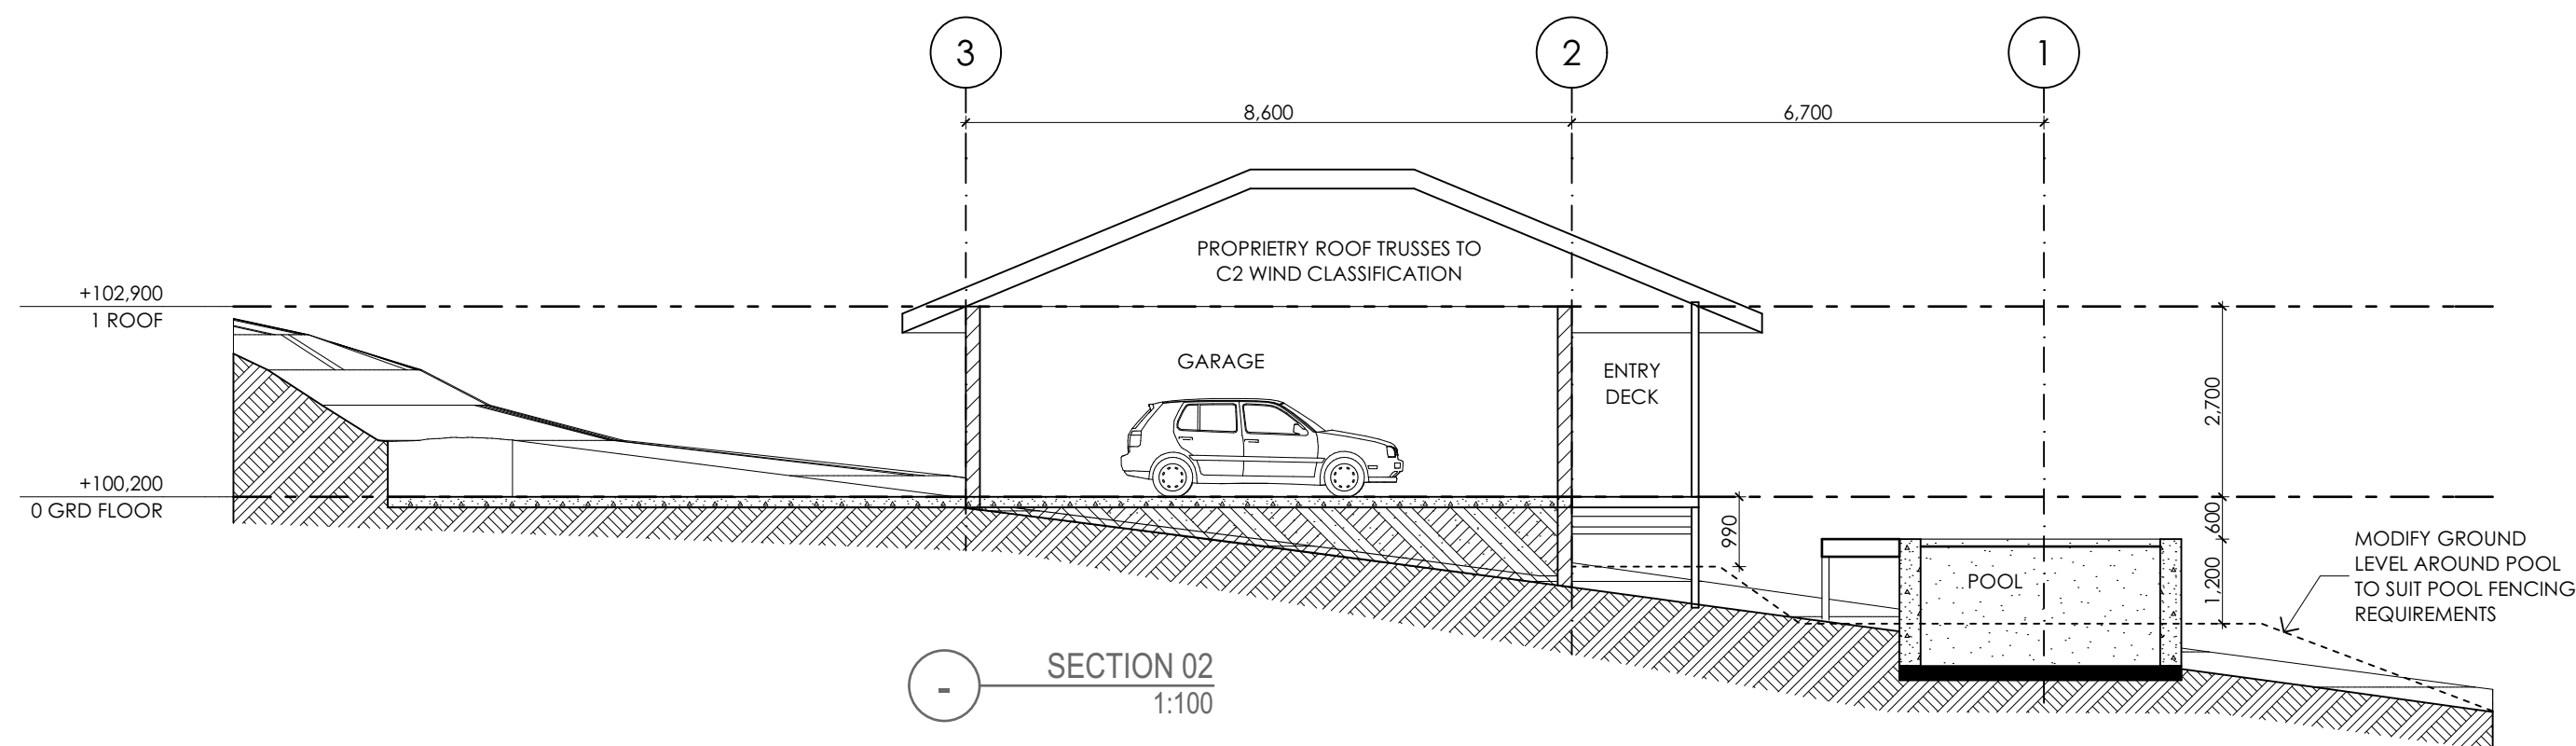 3
2
1
8,600
6,700
PROPRIETRY ROOF TRUSSES TO
C2 WIND CLASSIFICATION
+102,900
1 ROOF
GARAGE
ENTRY
DECK
2,700
+100,200
0 GRD FLOOR
990
600
1,200
POOL
MODIFY GROUND
LEVEL AROUND POOL
TO SUIT POOL FENCING
REQUIREMENTS
-
SECTION 02
1:100